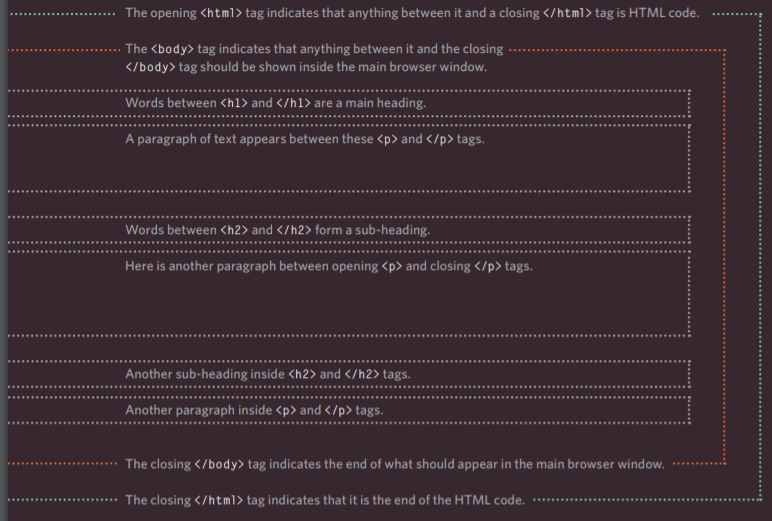 The opening <html> tag indicates that anything between it and a closing </html> tag is HTML code.
The <body> tag indicates that anything between it and the closing
</body> tag should be shown inside the main browser window.
Words between <h1> and </h1> are a main heading.
A paragraph of text appears between these <p> and </p> tags.
Words between <h2> and </h2> form a sub-heading.
Here is another paragraph between opening <p> and closing </p> tags.
Another sub-heading inside <h2> and </h2> tags.
Another paragraph inside <p> and </p> tags.
The closing </body> tag indicates the end of what should appear in the main browser window.
The closing </html> tag indicates that it is the end of the HTML code.